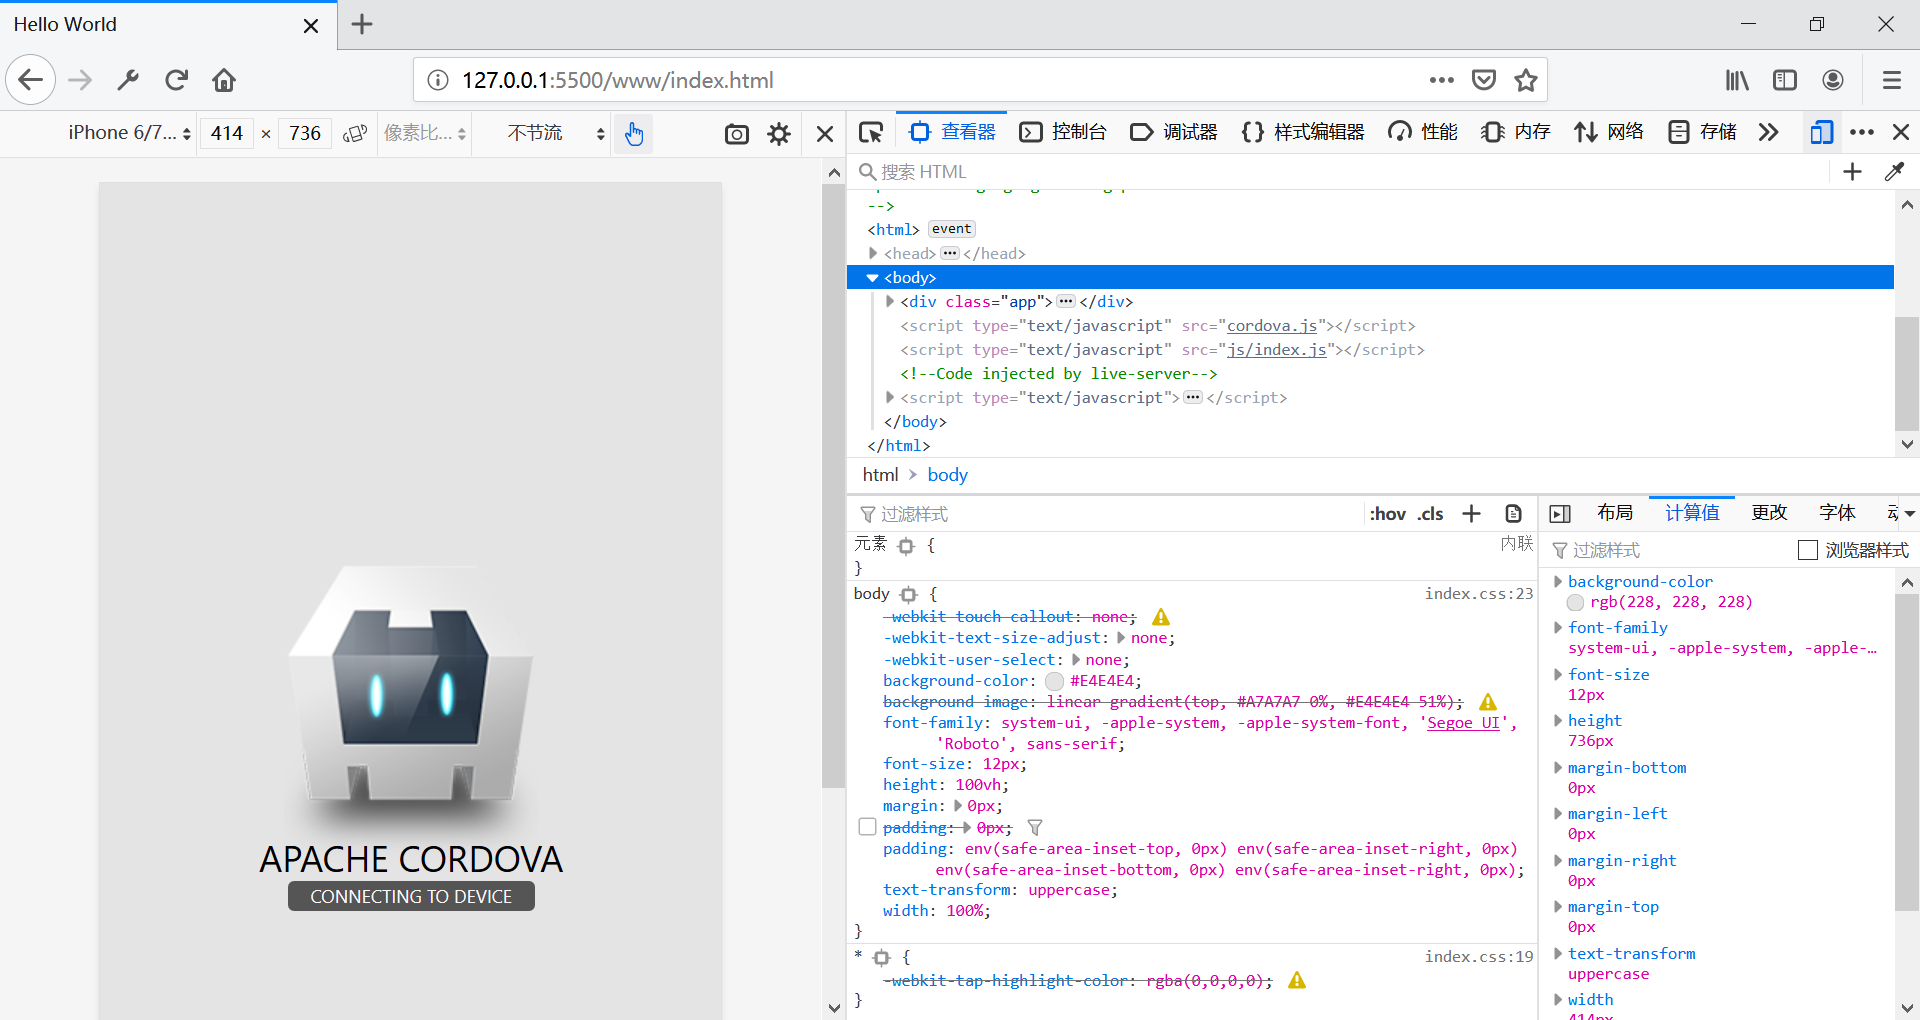 Hello World
127.0.0.1:5500/www/index.html
iPhone 6/7... 414 × 736 像素比... 不节流
查看器 控制台 调试器 样式编辑器 性能 内存 网络 存储
搜索 HTML
-->
<html> event
<head> ••• </head>
<body>
<div class="app"> ••• </div>
<script type="text/javascript" src="cordova.js"></script>
<script type="text/javascript" src="js/index.js"></script>
<!--Code injected by live-server-->
<script type="text/javascript"> ••• </script>
</body>
</html>
html > body
过滤样式 :hov .cls
元素 { 内联
}
body { index.css:23
-webkit-touch-callout: none;
-webkit-text-size-adjust: none;
-webkit-user-select: none;
background-color: #E4E4E4;
background-image: linear-gradient(top, #A7A7A7 0%, #E4E4E4 51%);
font-family: system-ui, -apple-system, -apple-system-font, 'Segoe UI',
'Roboto', sans-serif;
font-size: 12px;
height: 100vh;
margin: 0px;
padding: 0px;
padding: env(safe-area-inset-top, 0px) env(safe-area-inset-right, 0px)
env(safe-area-inset-bottom, 0px) env(safe-area-inset-right, 0px);
text-transform: uppercase;
width: 100%;
}
* { index.css:19
-webkit-tap-highlight-color: rgba(0,0,0,0);
}
布局 计算值 更改 字体
过滤样式 浏览器样式
background-color
rgb(228, 228, 228)
font-family
system-ui, -apple-system, -apple-...
font-size
12px
height
736px
margin-bottom
0px
margin-left
0px
margin-right
0px
margin-top
0px
text-transform
uppercase
width
414px
APACHE CORDOVA
CONNECTING TO DEVICE